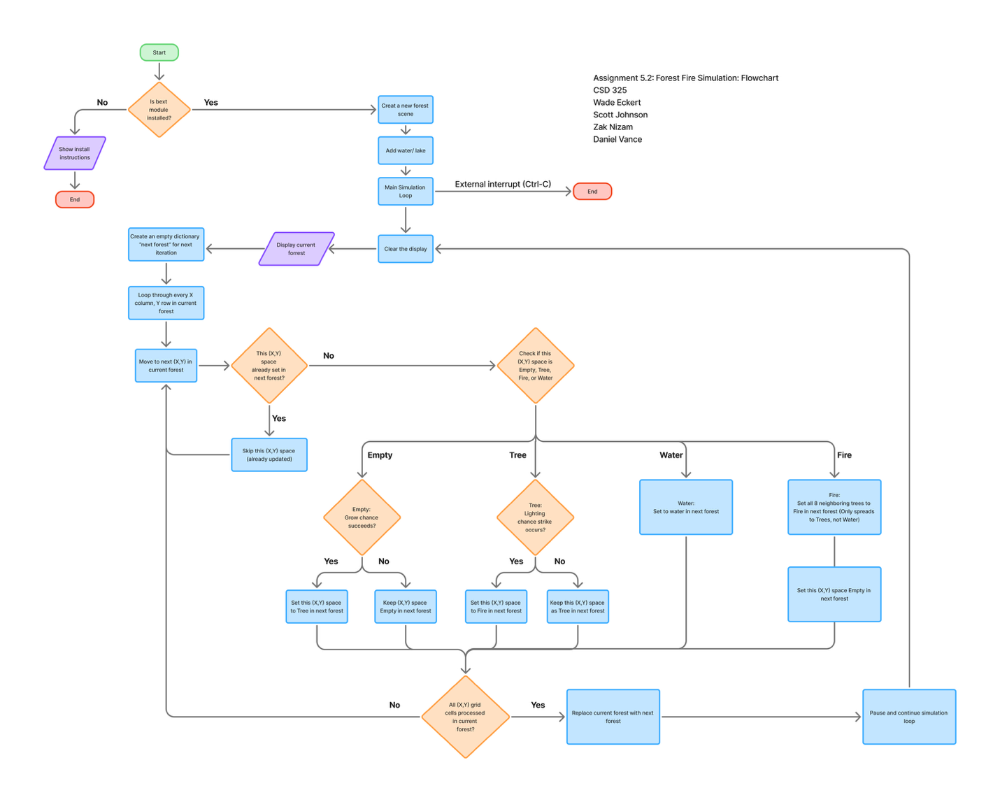 Start
Assignment 5.2: Forest Fire Simulation: Flowchart
CSD 325
Wade Eckert
Scott Johnson
Zak Nizam
Daniel Vance
No
Is bext
module
installed?
Yes
Creat a new forest
scene
Show install
instructions
Add water/ lake
End
Main Simulation
Loop
External interrupt (Ctrl-C)
End
Create an empty dictionary
"next forest" for next
iteration
Display current
forrest
Clear the display
Loop through every X
column, Y row in current
forest
Move to next (X,Y) in
current forest
This (X,Y)
space
already set in
next forest?
No
Check if this
(X,Y) space is
Empty, Tree,
Fire, or Water
Yes
Skip this (X,Y) space
(already updated)
Empty
Tree
Water
Fire
Empty:
Grow chance
succeeds?
Tree:
Lighting
chance strike
occurs?
Water:
Set to water in next forest
Fire:
Set all 8 neighboring trees to
Fire in next forest (Only spreads
to Trees, not Water)
Yes
No
Yes
No
Set this (X,Y) space
to Tree in next forest
Keep (X,Y) space
Empty in next forest
Set this (X,Y) space
to Fire in next forest
Keep this (X,Y) space
as Tree in next forest
Set this (X,Y) space Empty in
next forest
No
All (X,Y) grid
cells processed
in current
forest?
Yes
Replace current forest with next
forest
Pause and continue simulation
loop